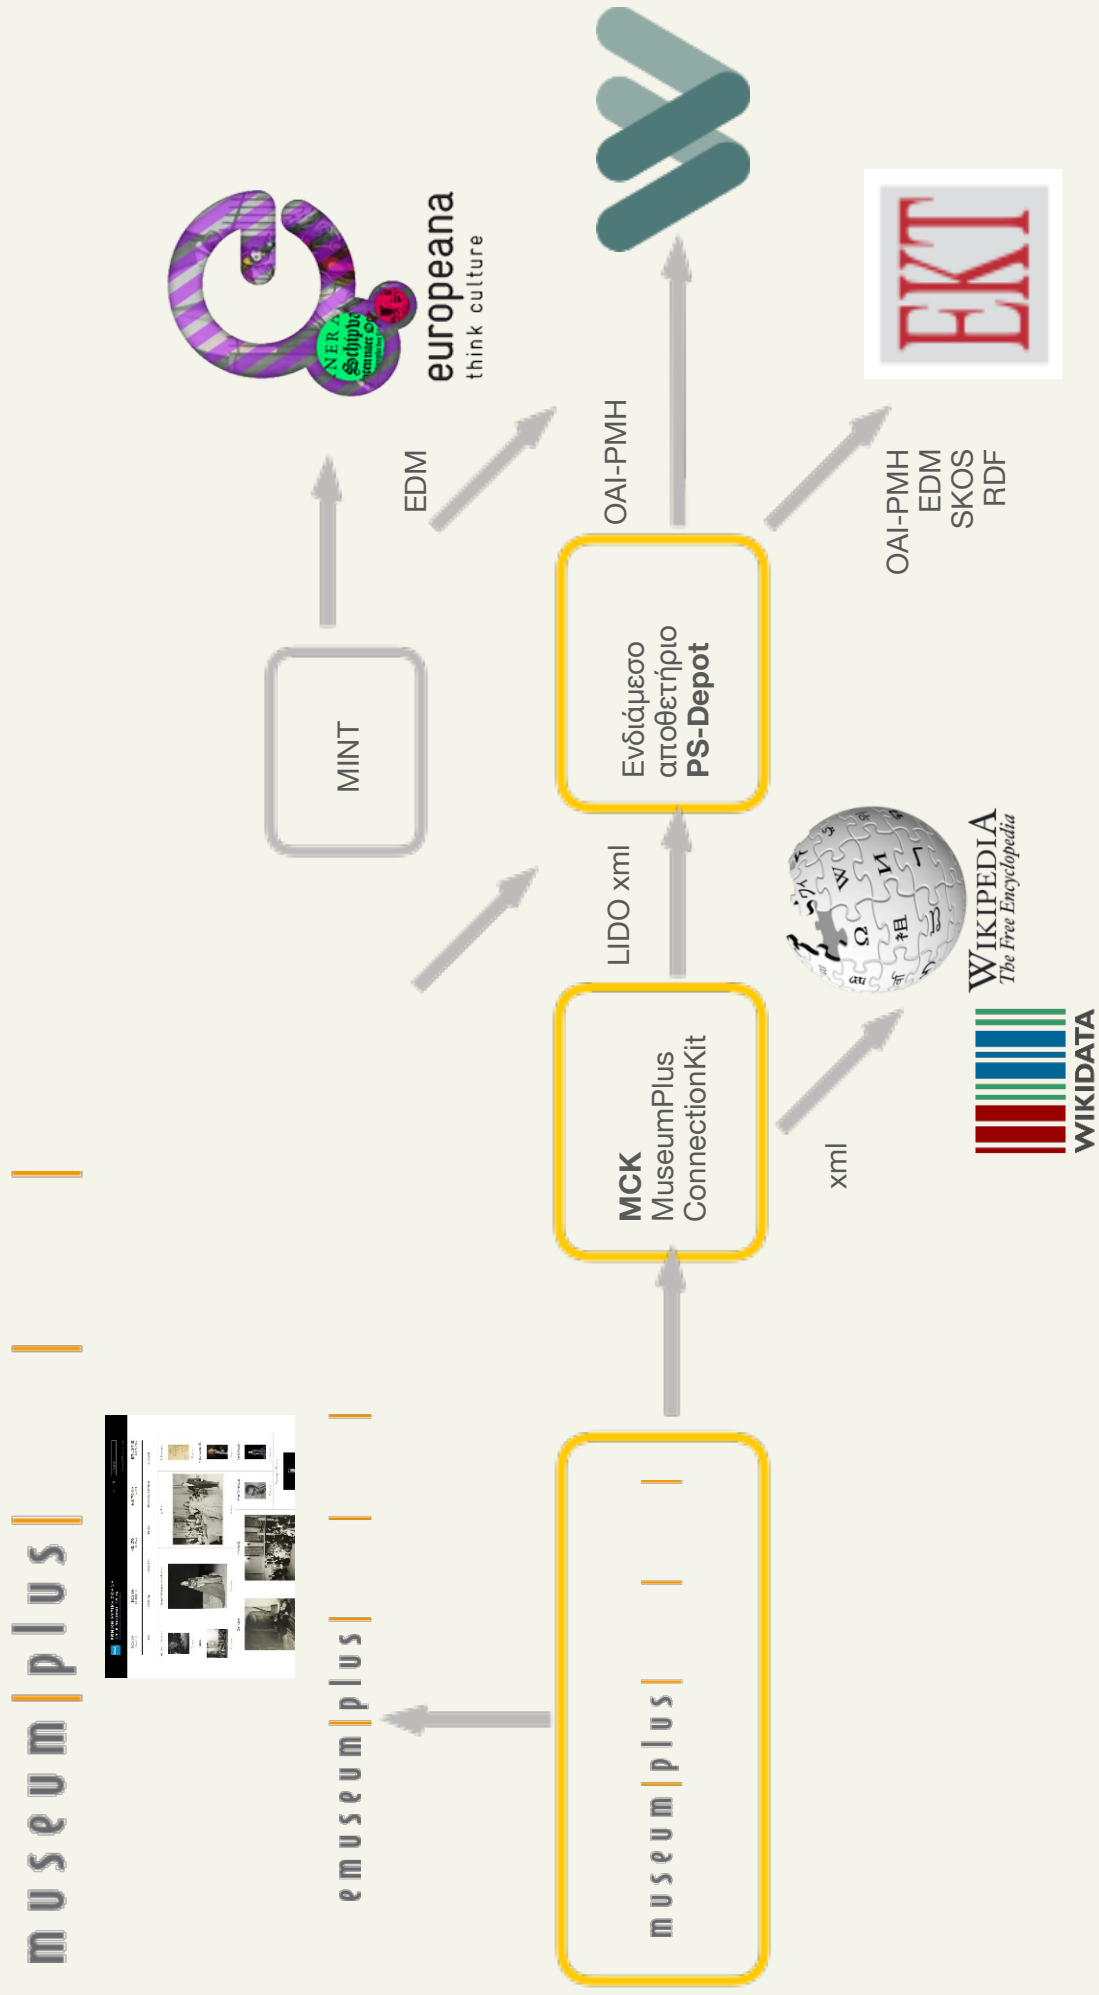 museum|plus|
emuseum|plus|
museum|plus|
MCK
MuseumPlus
ConnectionKit
xml
WIKIDATA
WIKIPEDIA
The Free Encyclopedia
LIDO xml
MINT
Ενδιάμεσο
αποθετήριο
PS-Depot
EDM
OAI-PMH
OAI-PMH
EDM
SKOS
RDF
europeana
think culture
EKT